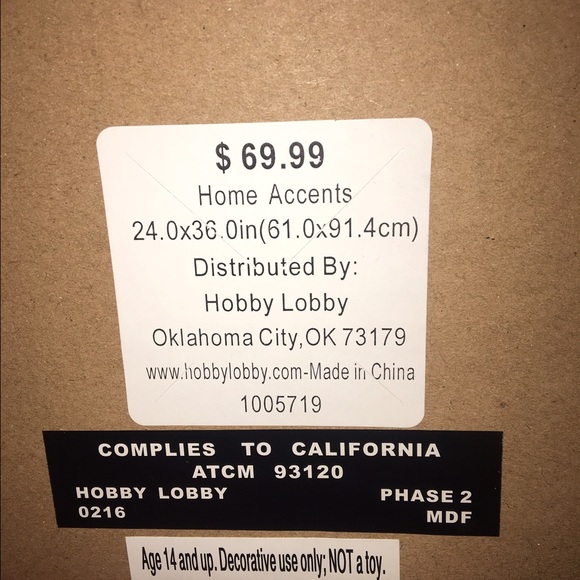 $ 69.99
Home Accents
24.0x36.0in(61.0x91.4cm)
Distributed By:
Hobby Lobby
Oklahoma City,OK 73179
www.hobbylobby.com-Made in China
1005719
COMPLIES TO CALIFORNIA
ATCM 93120
HOBBY LOBBY PHASE 2
0216 MDF
Age 14 and up. Decorative use only; NOT a toy.